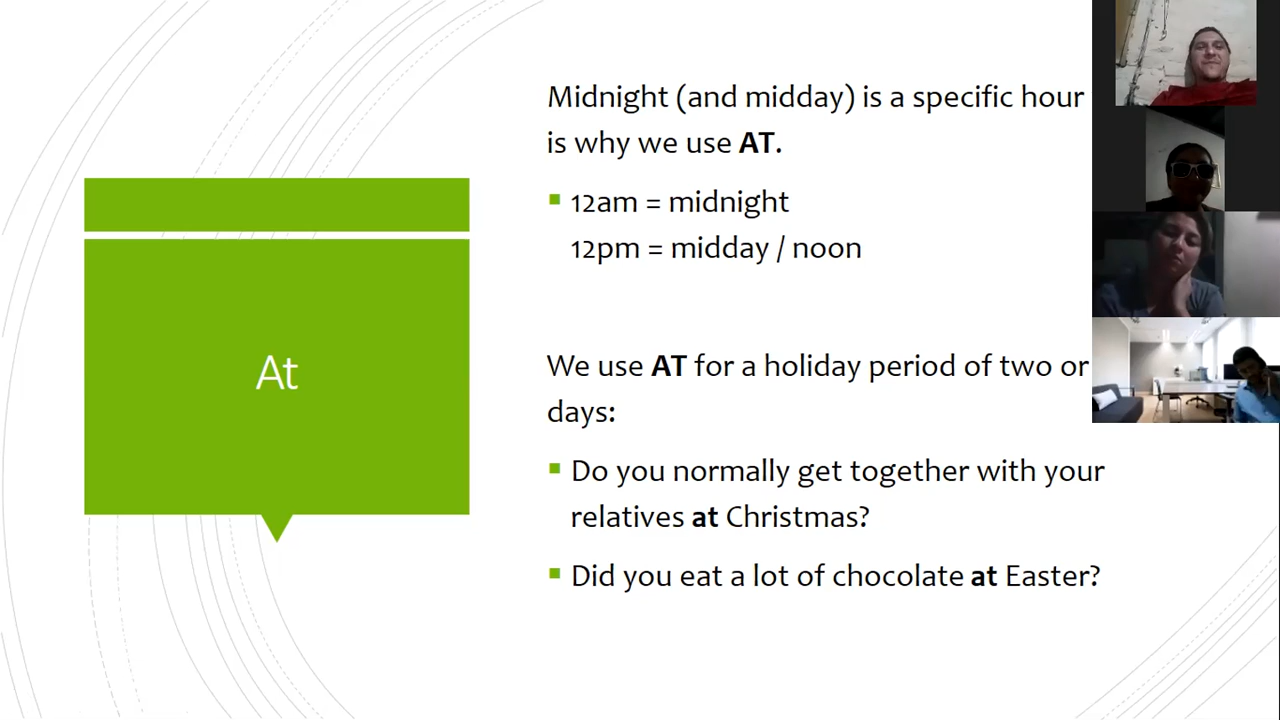 At
Midnight (and midday) is a specific hour
is why we use AT.
12am = midnight
12pm = midday / noon
We use AT for a holiday period of two or
days:
Do you normally get together with your
relatives at Christmas?
Did you eat a lot of chocolate at Easter?